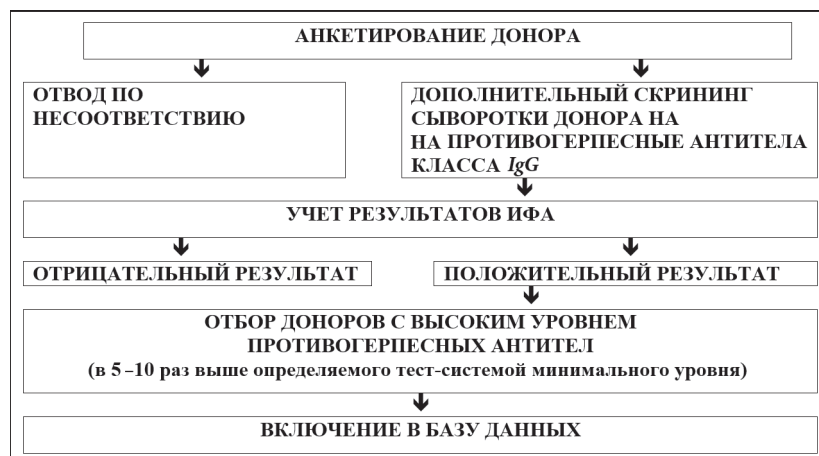 АНКЕТИРОВАНИЕ ДОНОРА
ОТВОД ПО
НЕСООТВЕТСТВИЮ
ДОПОЛНИТЕЛЬНЫЙ СКРИНИНГ
СЫВОРОТКИ ДОНОРА НА
НА ПРОТИВОГЕРПЕСНЫЕ АНТИТЕЛА
КЛАССА IgG
УЧЕТ РЕЗУЛЬТАТОВ ИФА
ОТРИЦАТЕЛЬНЫЙ РЕЗУЛЬТАТ
ПОЛОЖИТЕЛЬНЫЙ РЕЗУЛЬТАТ
ОТБОР ДОНОРОВ С ВЫСОКИМ УРОВНЕМ
ПРОТИВОГЕРПЕСНЫХ АНТИТЕЛ
(в 5 –10 раз выше определяемого тест-системой минимального уровня)
ВКЛЮЧЕНИЕ В БАЗУ ДАННЫХ